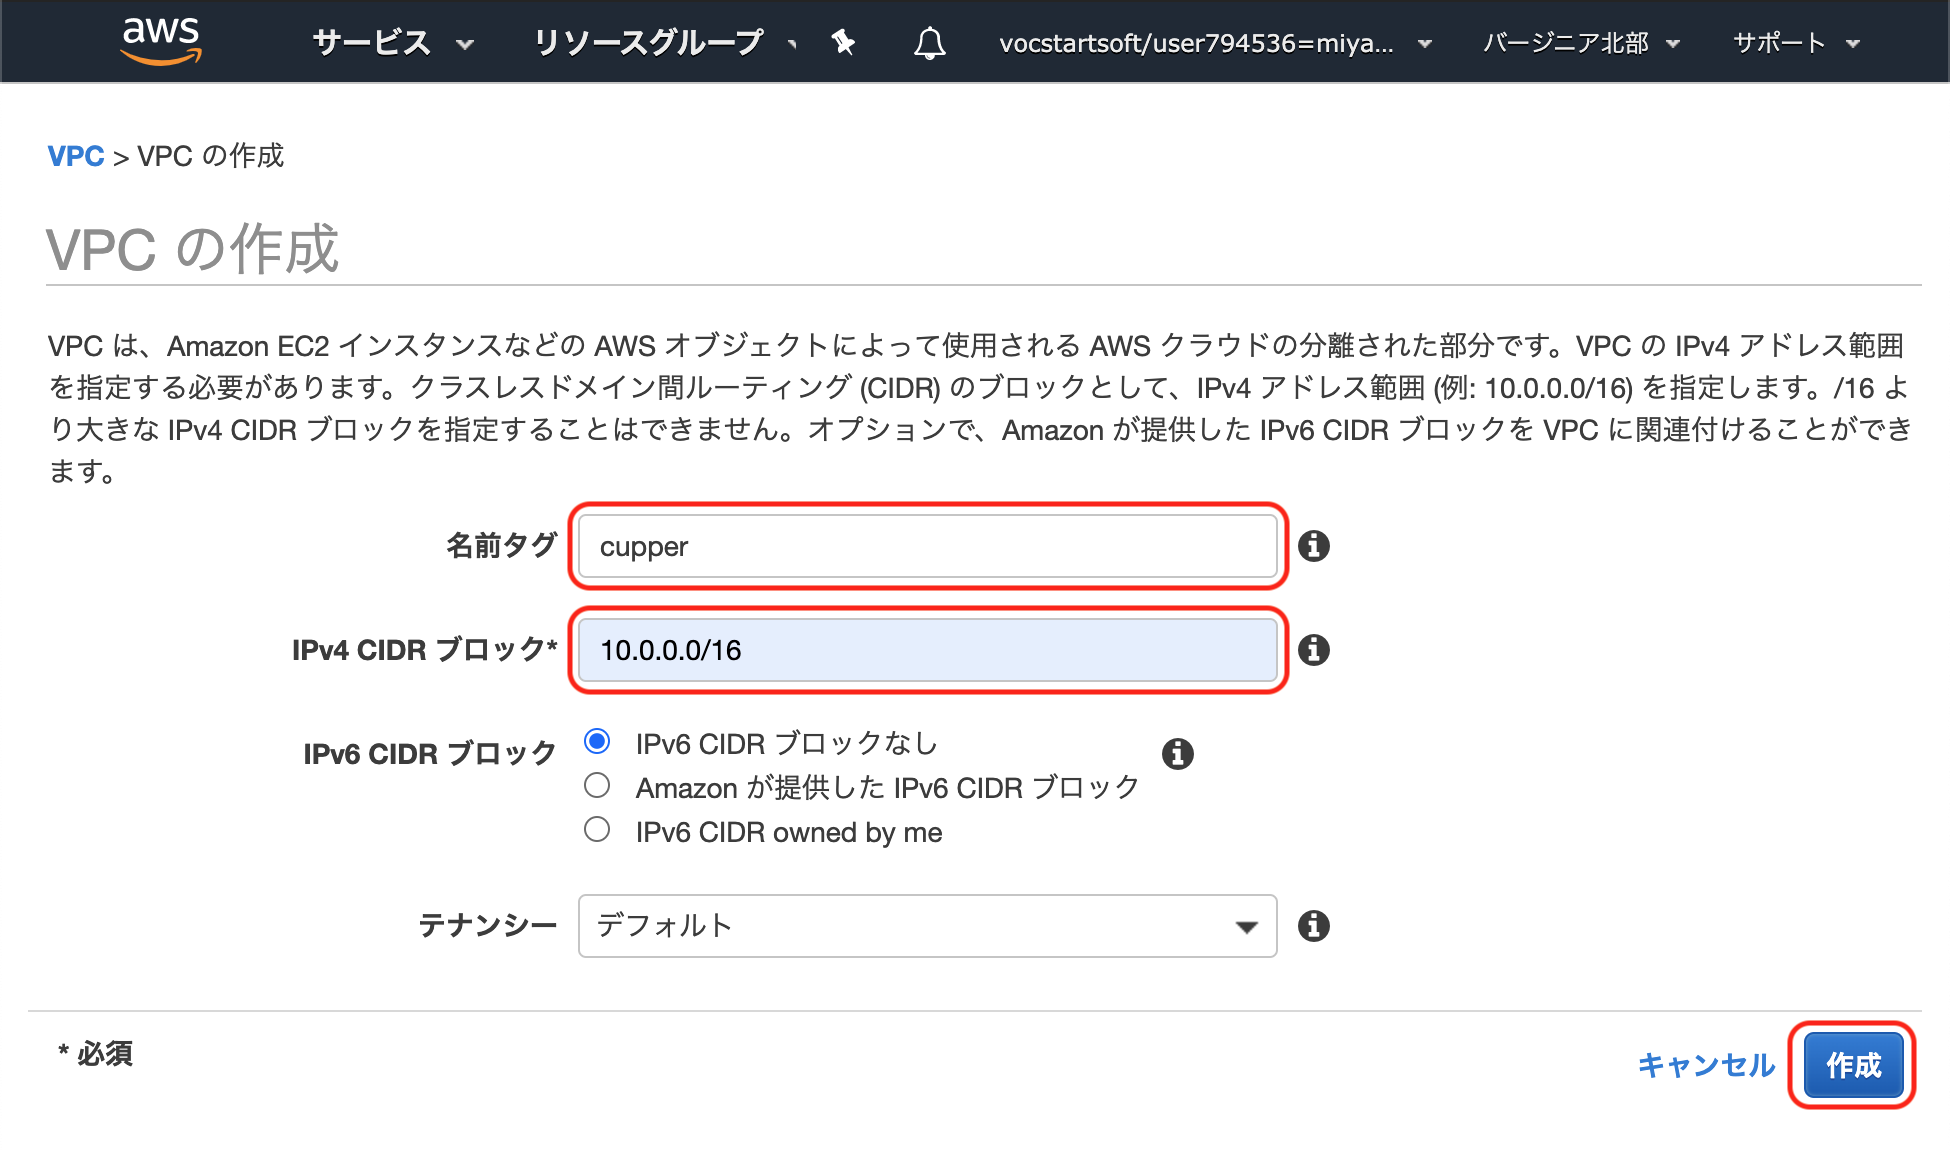 aws サービス リソースグループ vocstartsoft/user794536=miya... バージニア北部 サポート
VPC > VPC の作成
VPC の作成
VPC は、Amazon EC2 インスタンスなどの AWS オブジェクトによって使用される AWS クラウドの分離された部分です。VPC の IPv4 アドレス範囲
を指定する必要があります。クラスレスドメイン間ルーティング (CIDR) のブロックとして、IPv4 アドレス範囲 (例: 10.0.0.0/16) を指定します。/16 よ
り大きな IPv4 CIDR ブロックを指定することはできません。オプションで、Amazon が提供した IPv6 CIDR ブロックを VPC に関連付けることができ
ます。
名前タグ cupper
IPv4 CIDR ブロック* 10.0.0.0/16
IPv6 CIDR ブロック IPv6 CIDR ブロックなし
Amazon が提供した IPv6 CIDR ブロック
IPv6 CIDR owned by me
テナンシー デフォルト
* 必須
キャンセル 作成